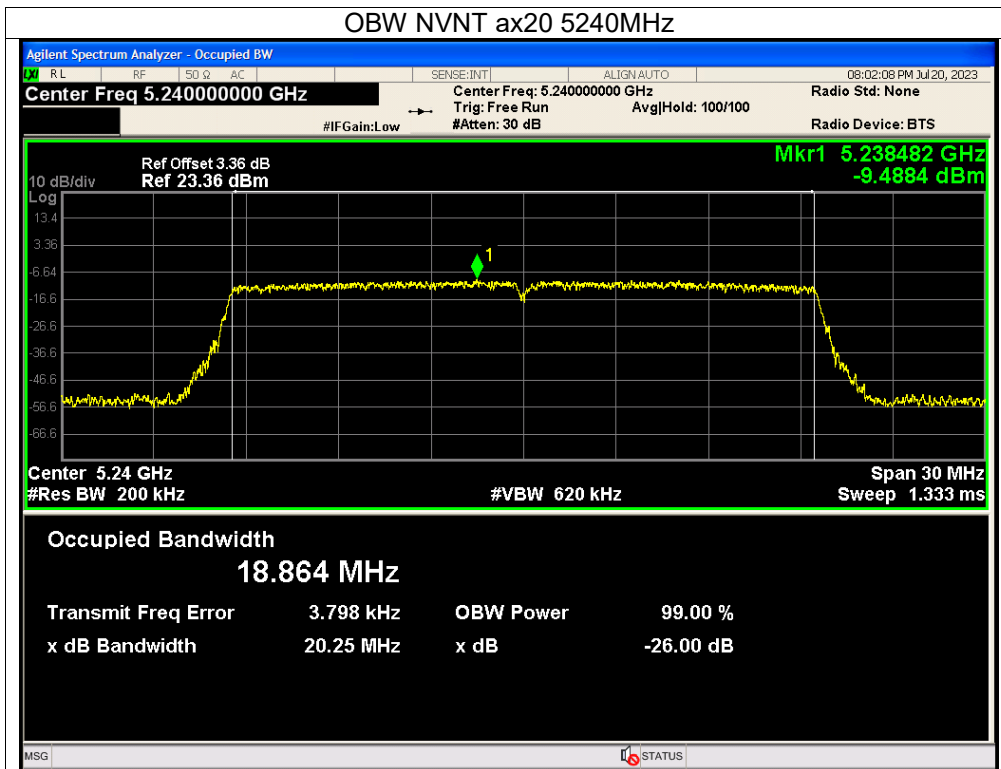 OBW NVNT ax20 5240MHz
Agilent Spectrum Analyzer - Occupied BW
LXI RL RF 50 Ω AC SENSE:INT ALIGN AUTO 08:02:08 PM Jul 20, 2023
Center Freq 5.240000000 GHz Center Freq: 5.240000000 GHz Radio Std: None
Trig: Free Run Avg|Hold: 100/100
#IFGain:Low #Atten: 30 dB Radio Device: BTS
Mkr1 5.238482 GHz
-9.4884 dBm
Ref Offset 3.36 dB
10 dB/div Ref 23.36 dBm
Log
13.4
3.36
-6.64
-16.6
-26.6
-36.6
-46.6
-56.6
-66.6
1
Center 5.24 GHz Span 30 MHz
#Res BW 200 kHz #VBW 620 kHz Sweep 1.333 ms
Occupied Bandwidth
18.864 MHz
Transmit Freq Error 3.798 kHz OBW Power 99.00 %
x dB Bandwidth 20.25 MHz x dB -26.00 dB
MSG STATUS